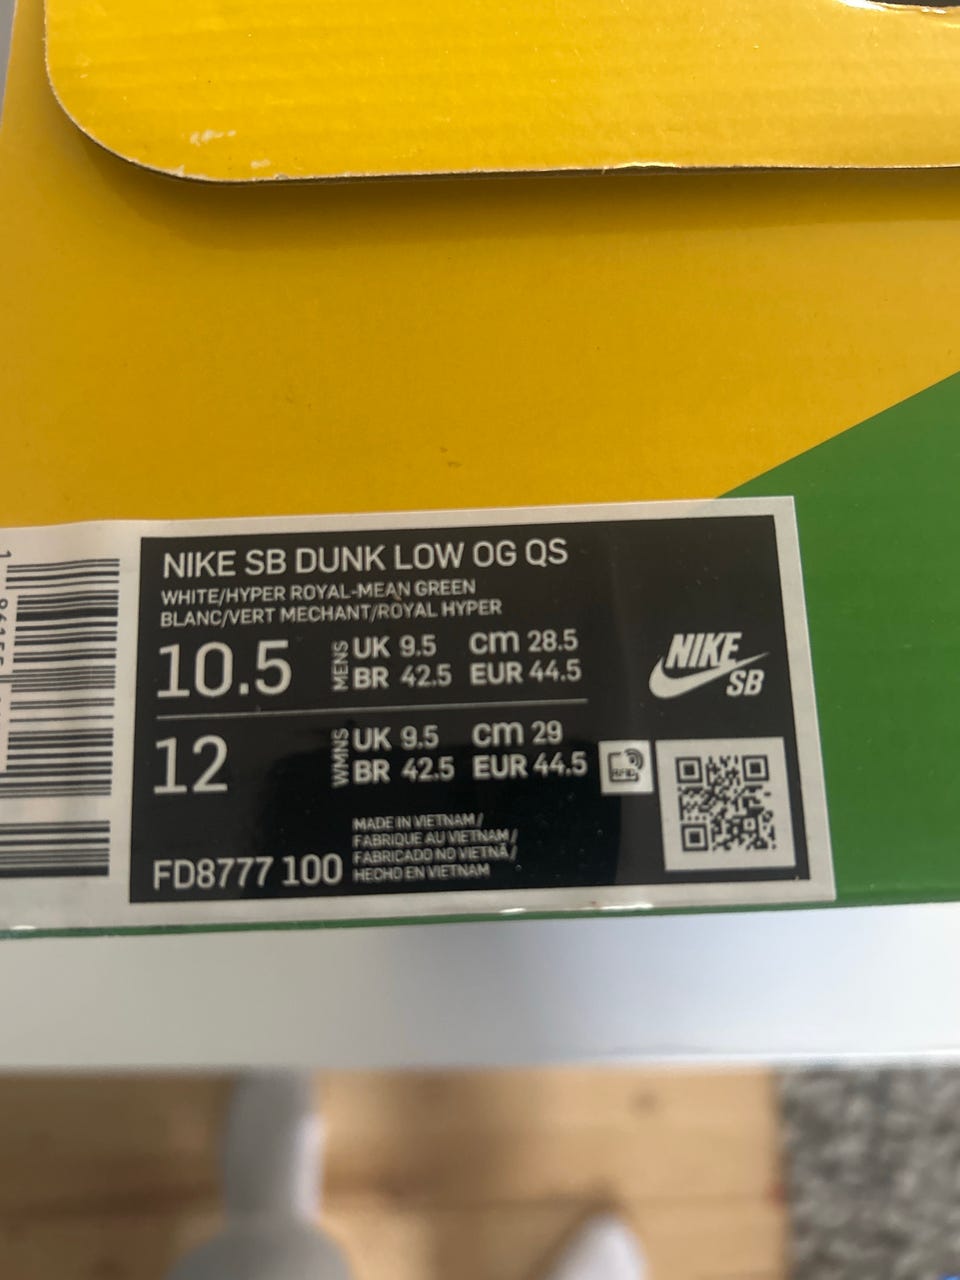 NIKE SB DUNK LOW OG QS
WHITE/HYPER ROYAL-MEAN GREEN
BLANC/VERT MECHANT/ROYAL HYPER
10.5 MENS UK 9.5 cm 28.5
BR 42.5 EUR 44.5
NIKE
SB
12 WMNS UK 9.5 cm 29
BR 42.5 EUR 44.5
RFID
MADE IN VIETNAM/
FABRIQUE AU VIETNAM/
FABRICADO NO VIETNÃ/
HECHO EN VIETNAM
FD8777 100